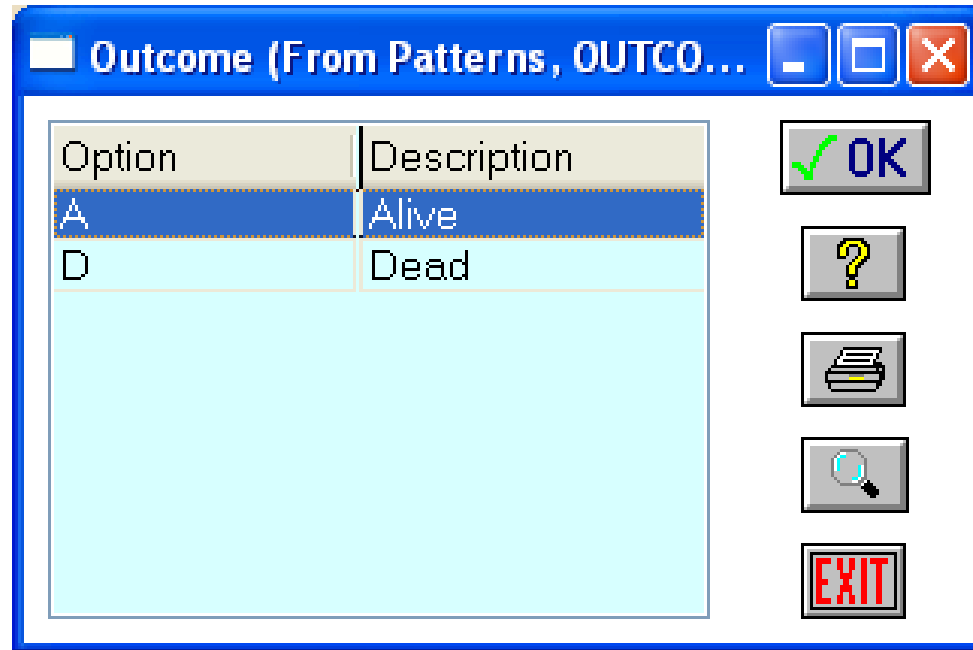 Outcome (From Patterns, OUTCO...
Option Description
A Alive
D Dead
OK
?
EXIT